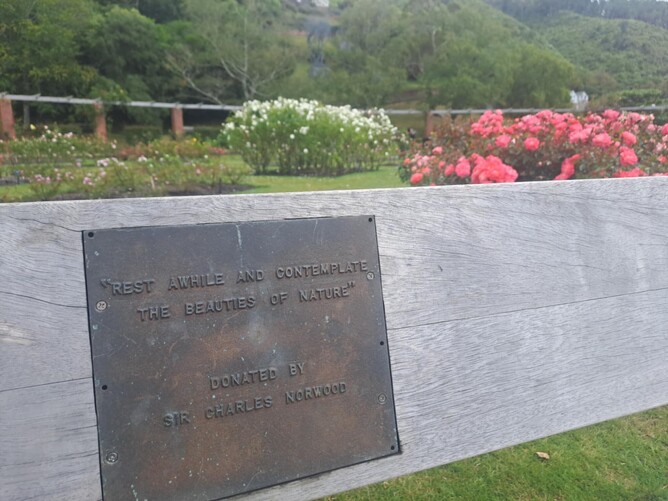 "REST AWHILE AND CONTEMPLATE
THE BEAUTIES OF NATURE"
DONATED BY
SIR CHARLES NORWOOD